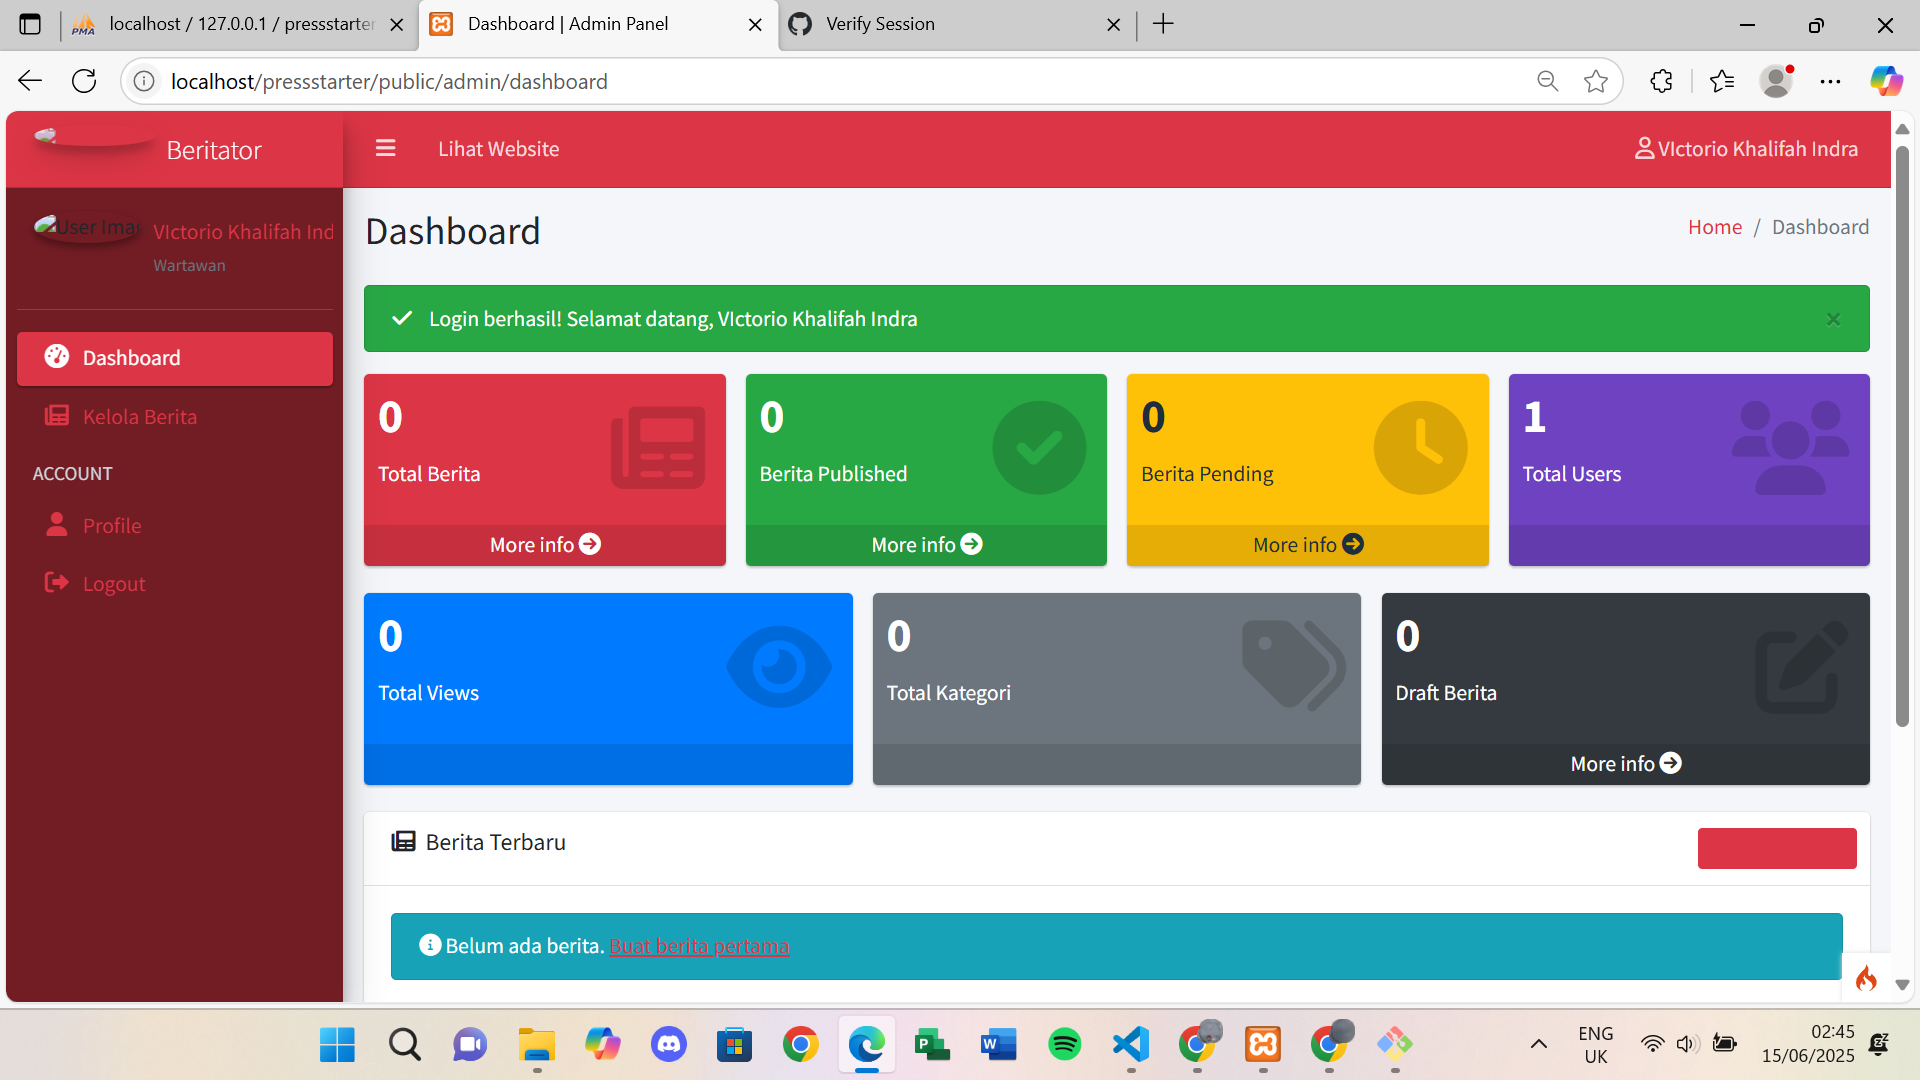 localhost / 127.0.0.1 / pressstarter
Dashboard | Admin Panel
Verify Session
localhost/pressstarter/public/admin/dashboard
Beritator
Lihat Website
VIctorio Khalifah Indra
User Ima
VIctorio Khalifah Ind
Wartawan
Dashboard
Home / Dashboard
Login berhasil! Selamat datang, VIctorio Khalifah Indra
Dashboard
Kelola Berita
ACCOUNT
Profile
Logout
0
Total Berita
More info
0
Berita Published
More info
0
Berita Pending
More info
1
Total Users
0
Total Views
0
Total Kategori
0
Draft Berita
More info
Berita Terbaru
Belum ada berita. Buat berita pertama
ENG
UK
02:45
15/06/2025